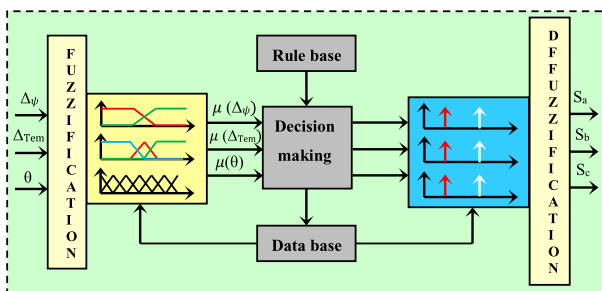 FUZZIFICATION
Δψ
ΔTem
θ
μ (Δψ)
μ (ΔTem)
μ(θ)
Rule base
Decision
making
Data base
DFFUZZIFICATION
Sa
Sb
Sc